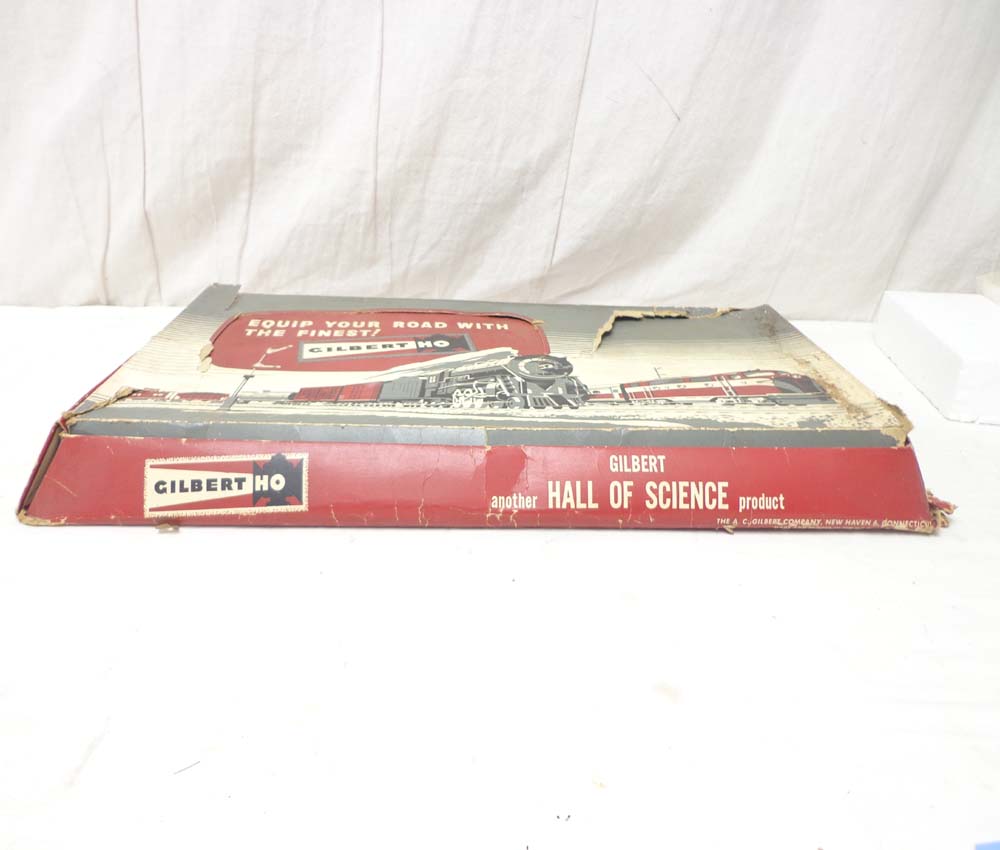 EQUIP YOUR ROAD WITH
THE FINEST!
GILBERT HO
GILBERT HO
GILBERT
another HALL OF SCIENCE product
THE A. C. GILBERT COMPANY, NEW HAVEN 6, CONNECTICUT